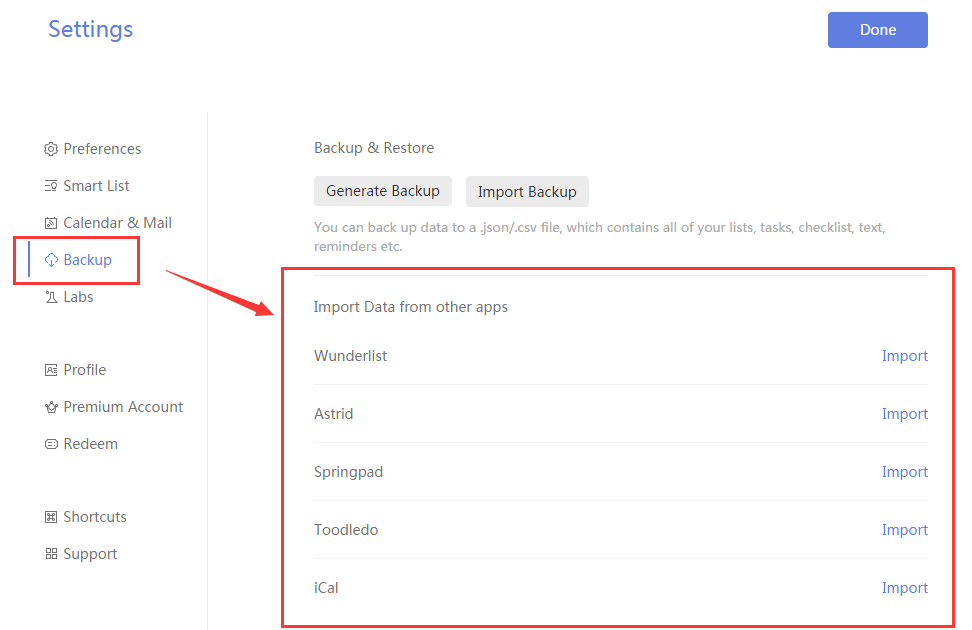 Settings
Done
Preferences
Smart List
Calendar & Mail
Backup
Labs
Profile
Premium Account
Redeem
Shortcuts
Support
Backup & Restore
Generate Backup
Import Backup
You can back up data to a .json/.csv file, which contains all of your lists, tasks, checklist, text,
reminders etc.
Import Data from other apps
Wunderlist Import
Astrid Import
Springpad Import
Toodledo Import
iCal Import